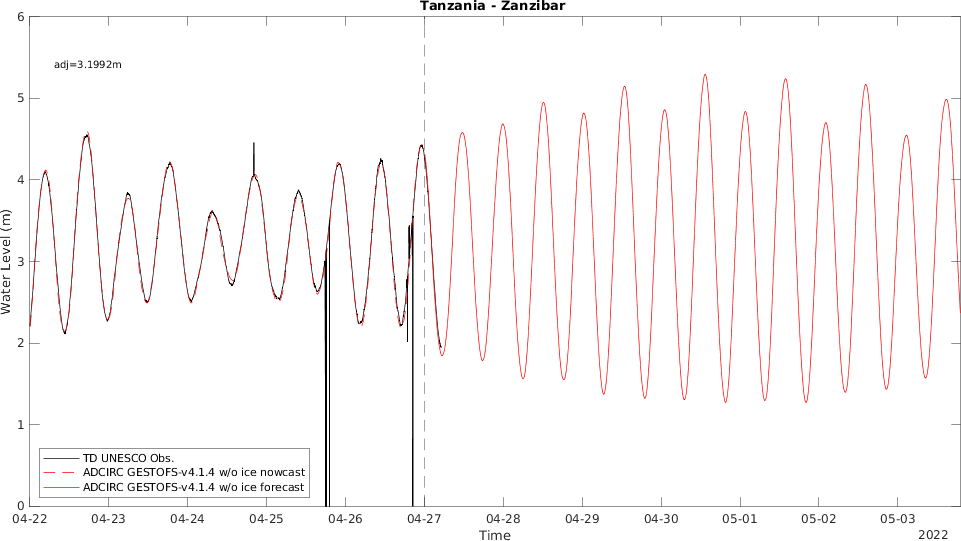 Tanzania - Zanzibar
6
adj=3.1992m
5
4
3
2
1
0
Water Level (m)
TD UNESCO Obs.
ADCIRC GESTOFS-v4.1.4 w/o ice nowcast
ADCIRC GESTOFS-v4.1.4 w/o ice forecast
04-22 04-23 04-24 04-25 04-26 04-27 04-28 04-29 04-30 05-01 05-02 05-03
Time
2022